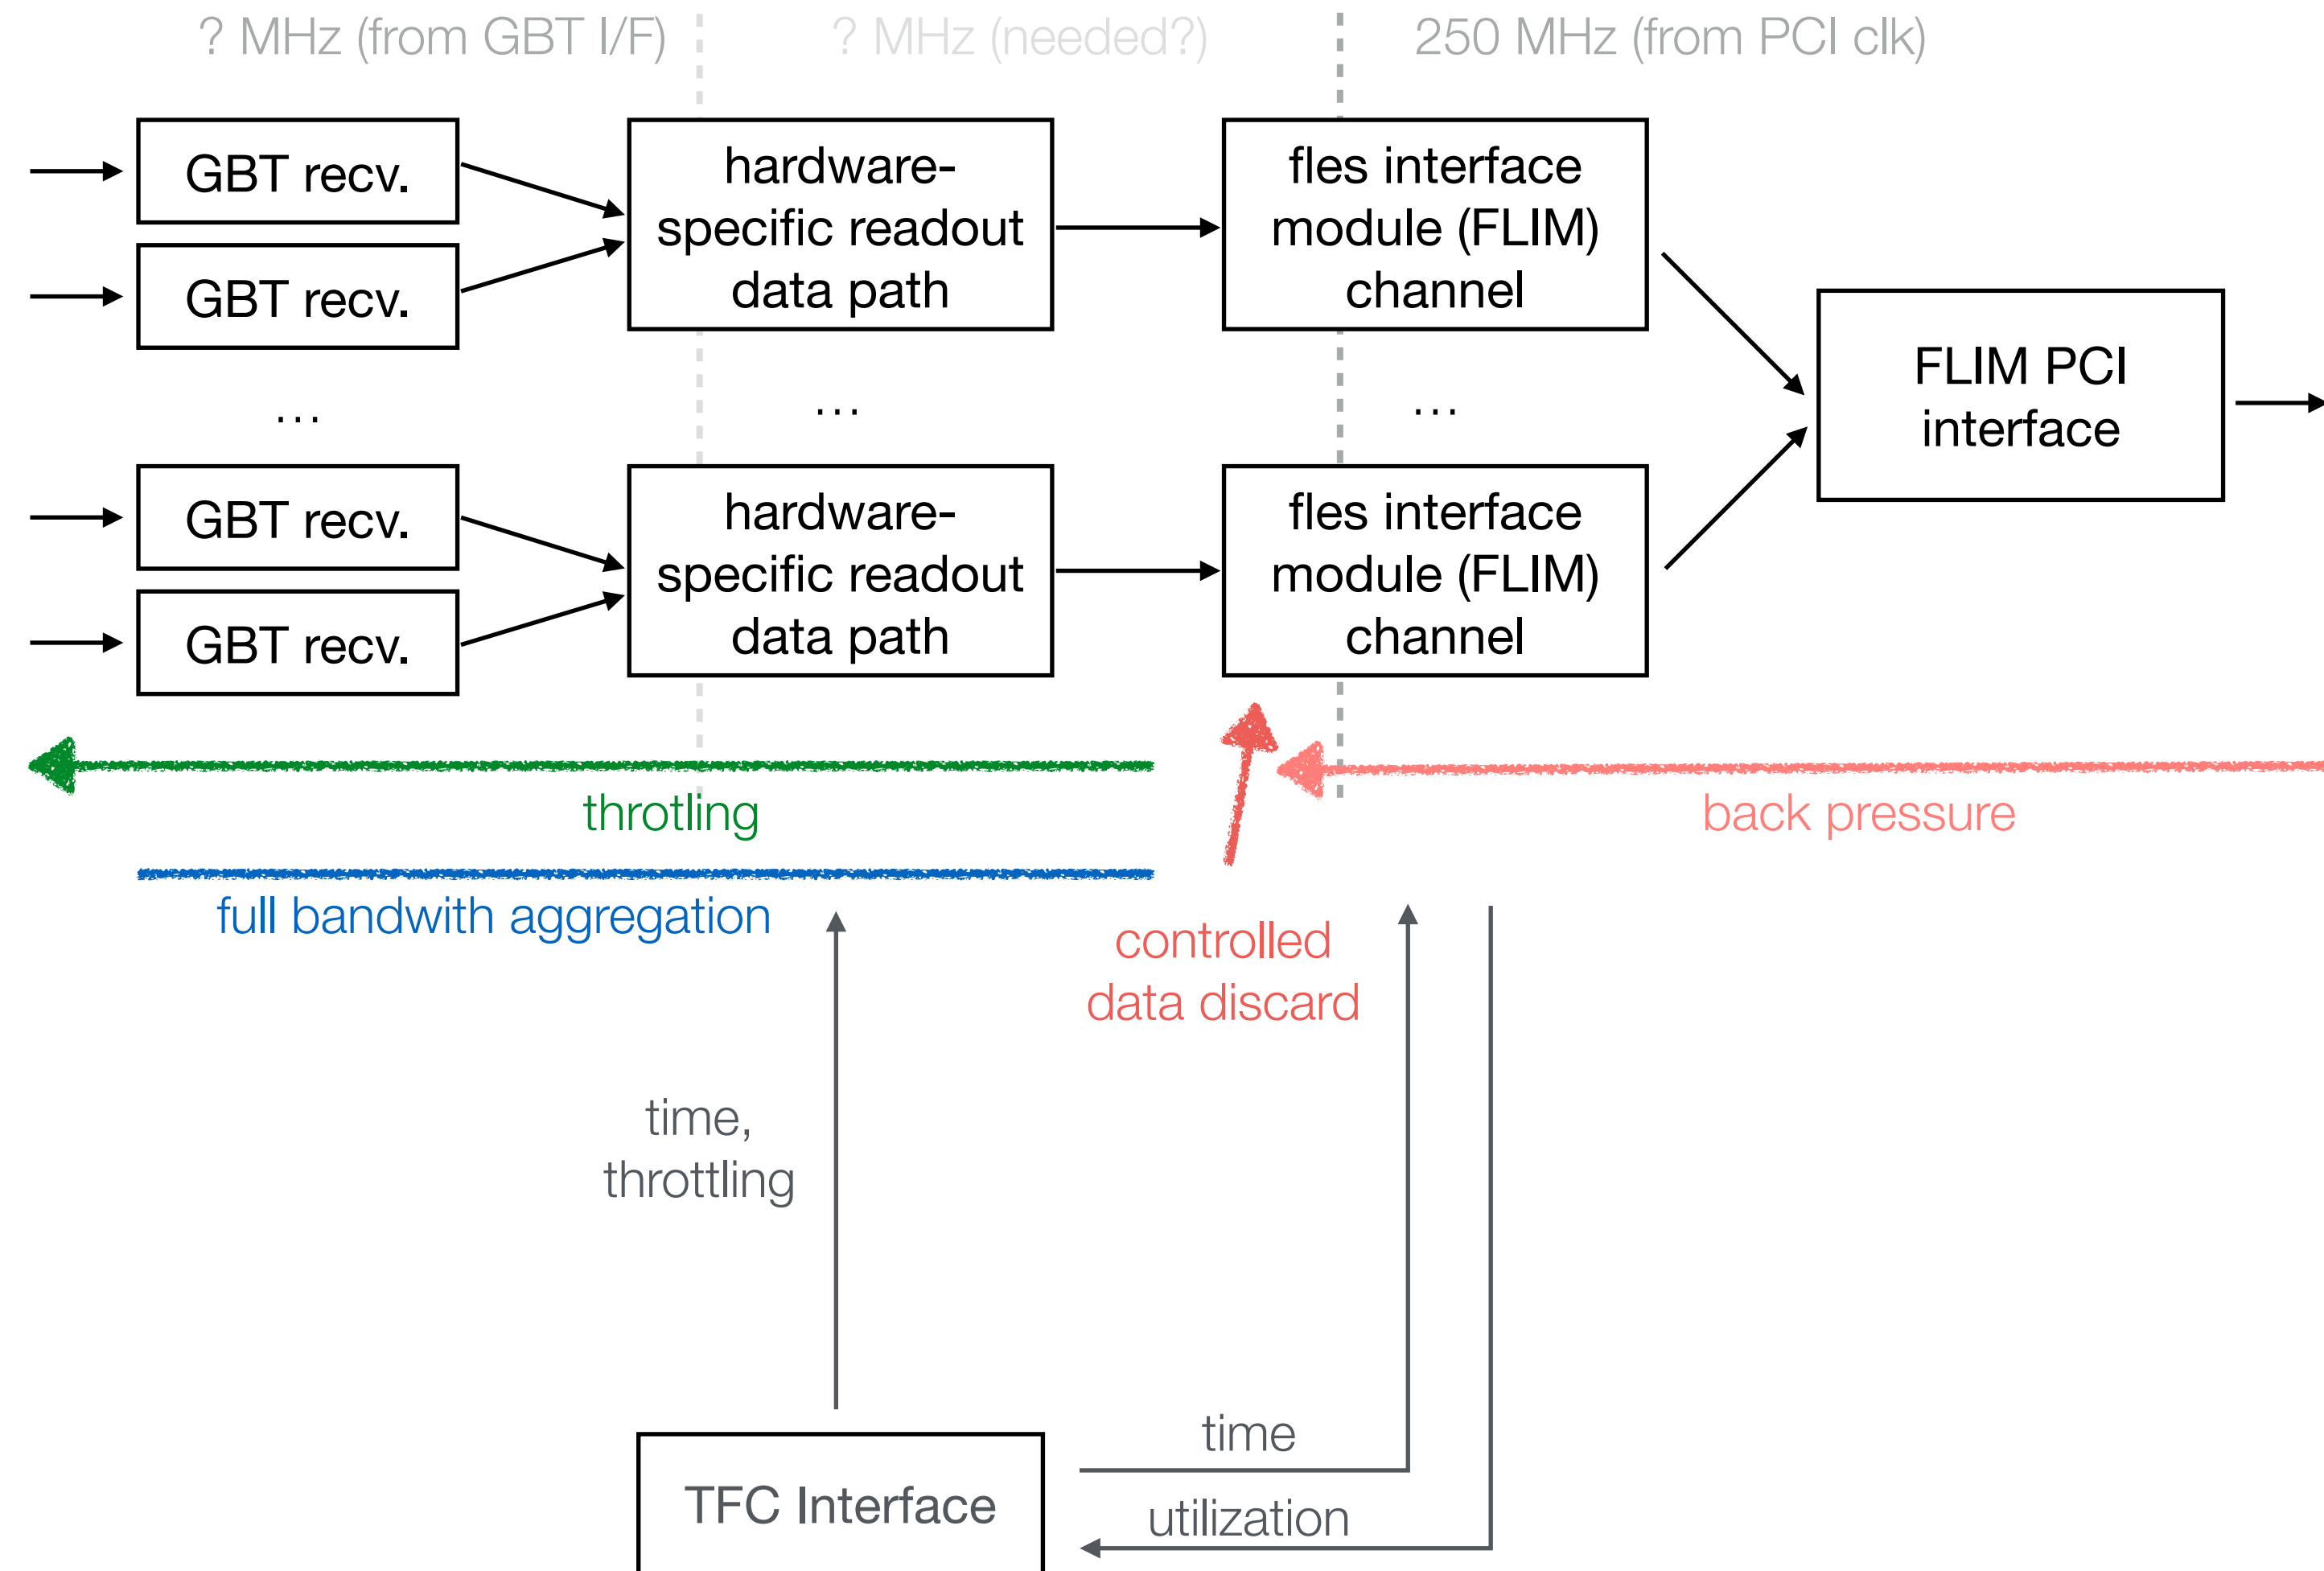 ? MHz (from GBT I/F)
? MHz (needed?)
250 MHz (from PCI clk)
GBT recv.
GBT recv.
hardware-
specific readout
data path
fles interface
module (FLIM)
channel
FLIM PCI
interface
...
...
...
GBT recv.
GBT recv.
hardware-
specific readout
data path
fles interface
module (FLIM)
channel
throtling
back pressure
full bandwith aggregation
controlled
data discard
time,
throttling
time
TFC Interface
utilization